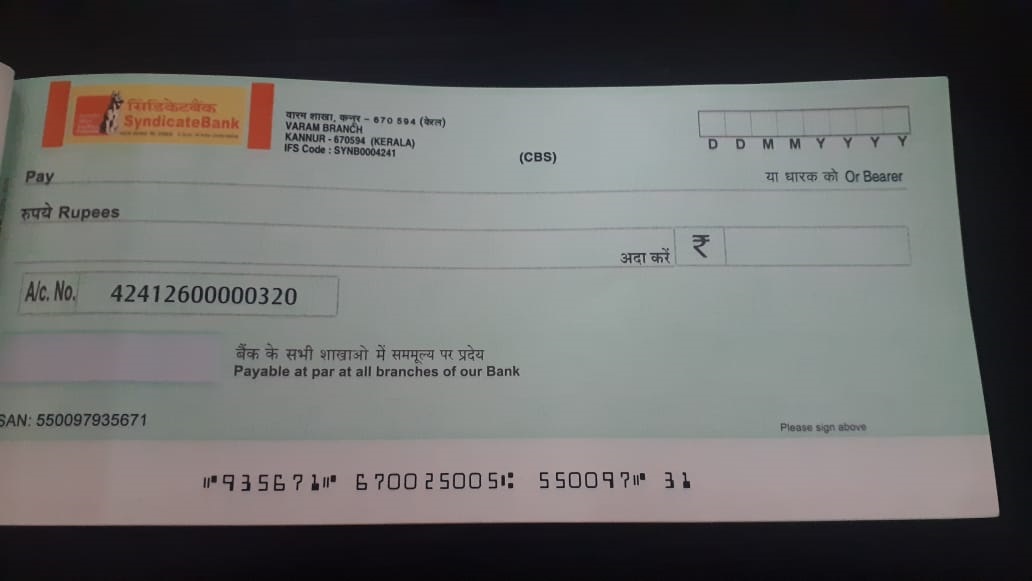 सिंडिकेटबैंक
SyndicateBank
वारम शाखा, कन्नूर – 670 594 (केरल)
VARAM BRANCH
KANNUR - 670594 (KERALA)
IFS Code : SYNB0004241
(CBS)
D D M M Y Y Y Y
Pay
या धारक को Or Bearer
रुपये Rupees
अदा करें ₹
A/c. No. 42412600000320
बैंक के सभी शाखाओ में सममूल्य पर प्रदेय
Payable at par at all branches of our Bank
SAN: 550097935671
Please sign above
⑈935671⑈ 670025005⑆ 550097⑈ 31